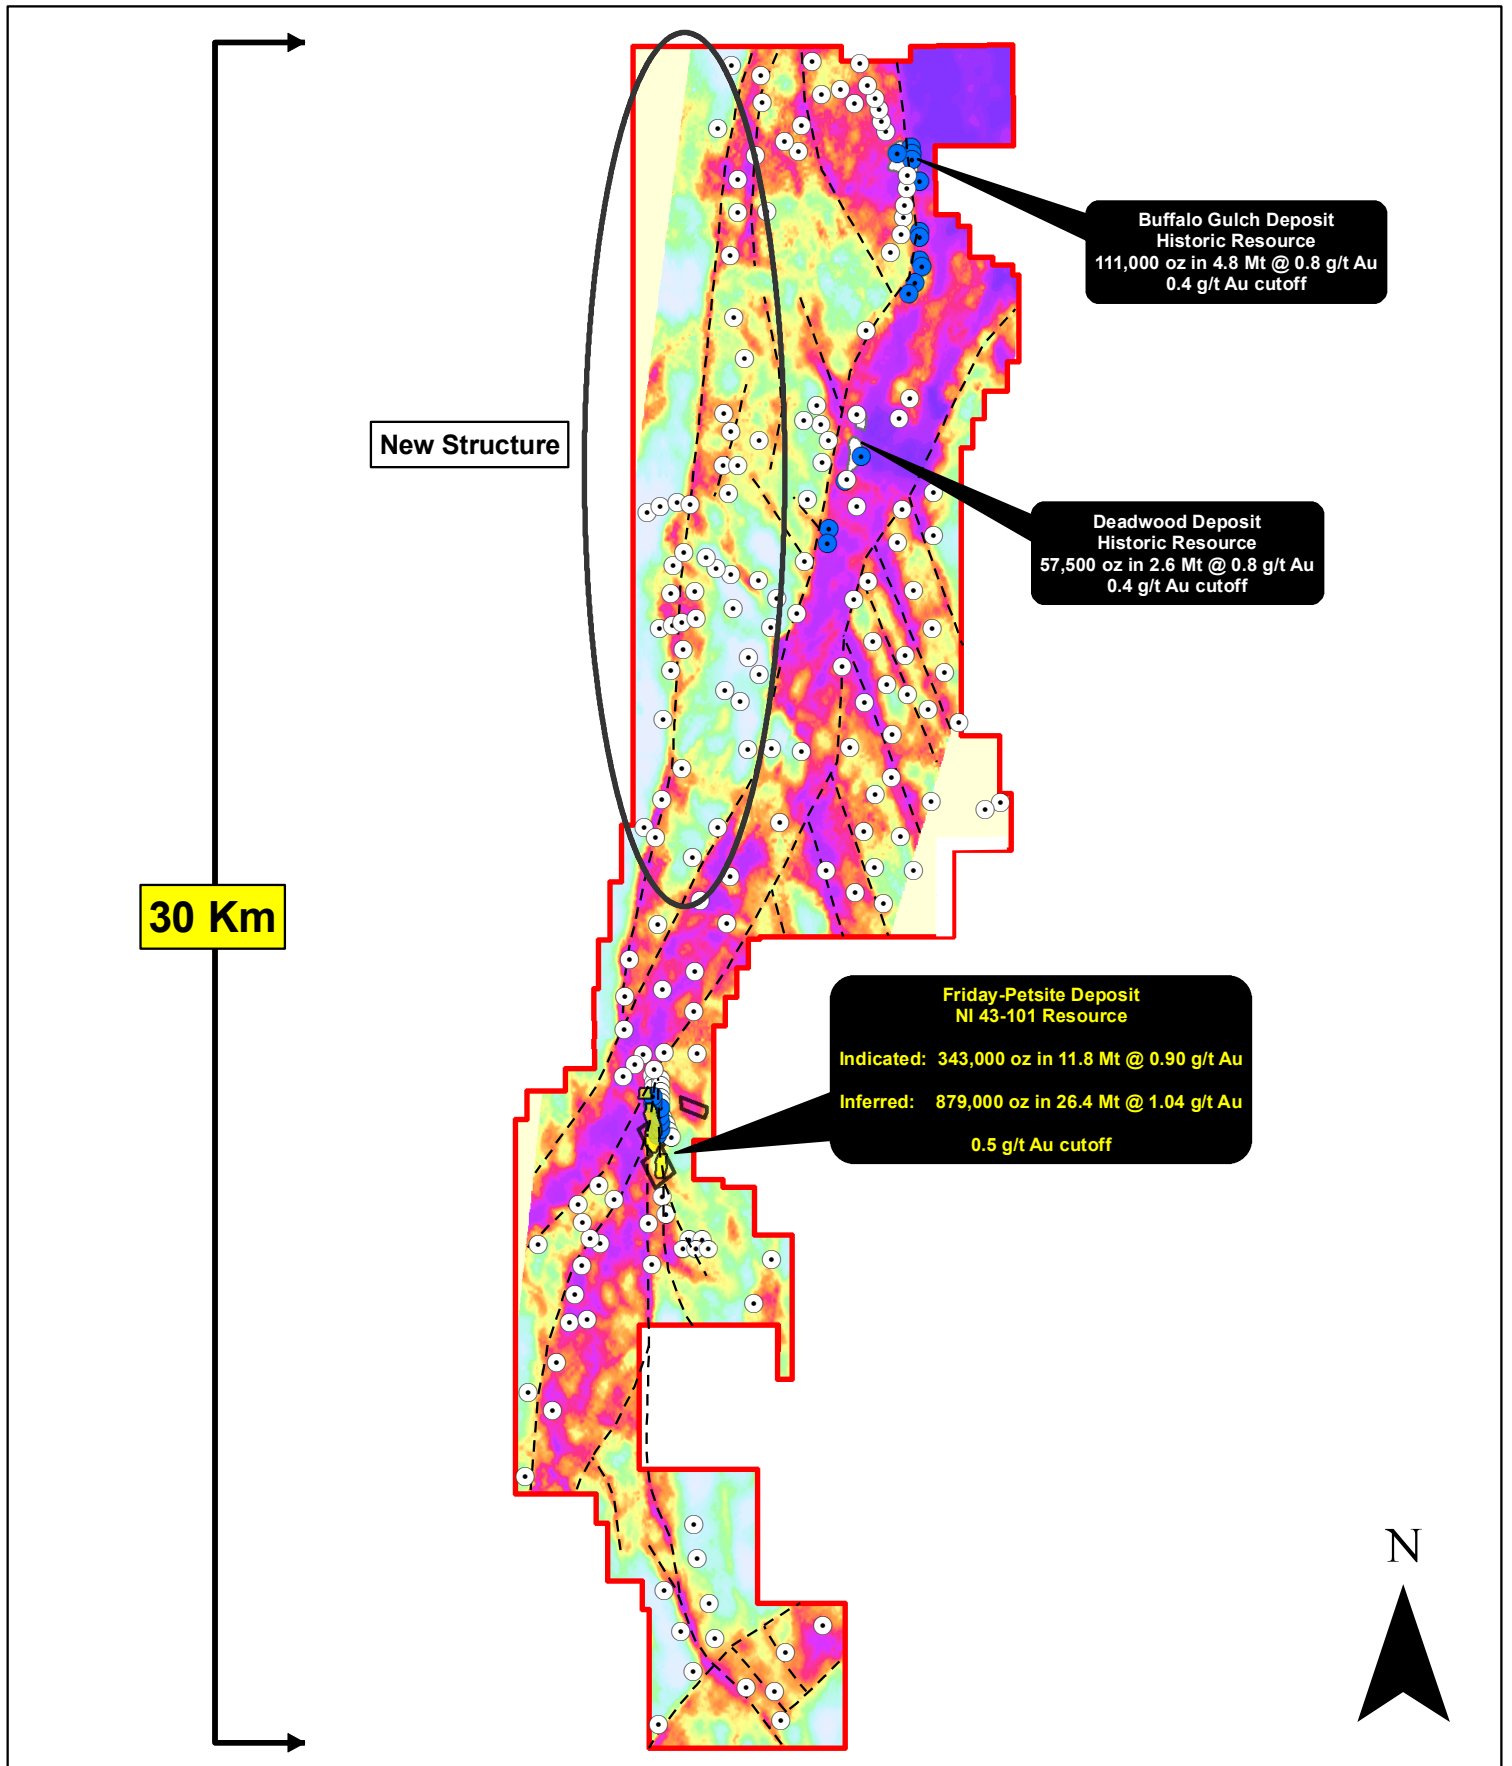 Buffalo Gulch Deposit
Historic Resource
111,000 oz in 4.8 Mt @ 0.8 g/t Au
0.4 g/t Au cutoff
New Structure
Deadwood Deposit
Historic Resource
57,500 oz in 2.6 Mt @ 0.8 g/t Au
0.4 g/t Au cutoff
30 Km
Friday-Petsite Deposit
NI 43-101 Resource
Indicated: 343,000 oz in 11.8 Mt @ 0.90 g/t Au
Inferred: 879,000 oz in 26.4 Mt @ 1.04 g/t Au
0.5 g/t Au cutoff
N